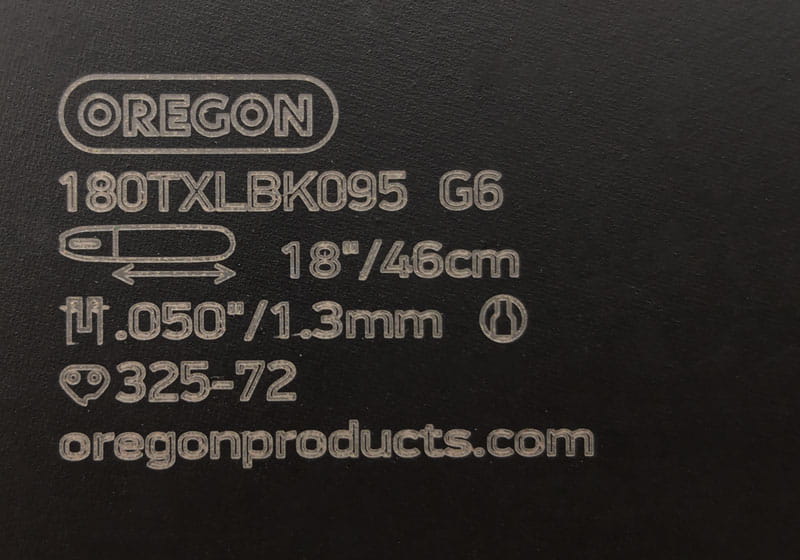 OREGON
180TXLBK095 G6
18"/46cm
.050"/1.3mm
325-72
oregonproducts.com